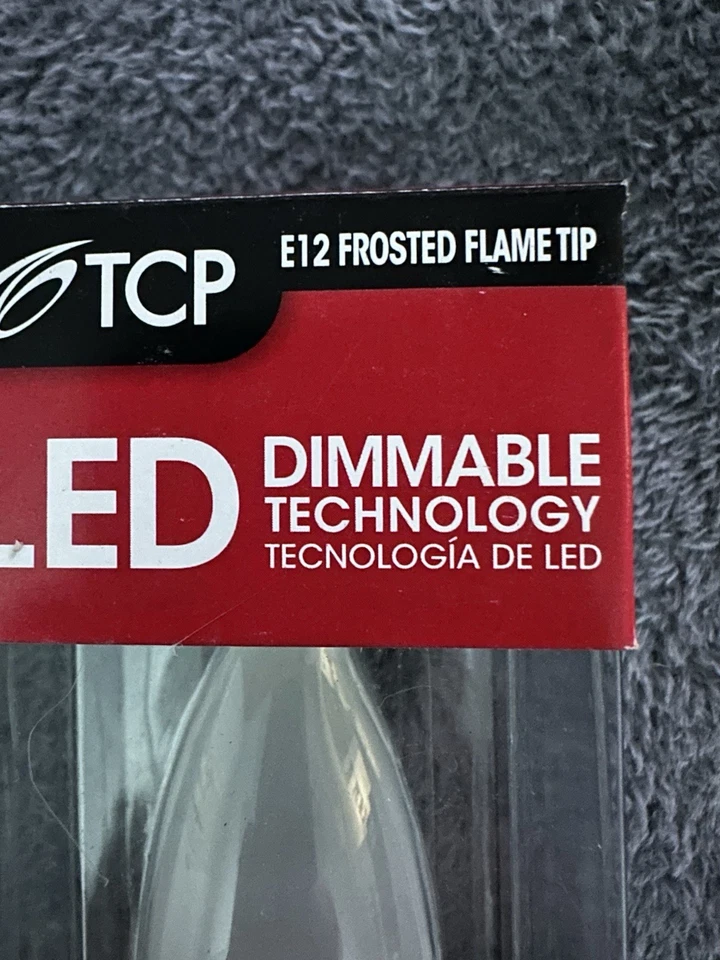 TCP
E12 FROSTED FLAME TIP
LED
DIMMABLE
TECHNOLOGY
TECNOLOGÍA DE LED